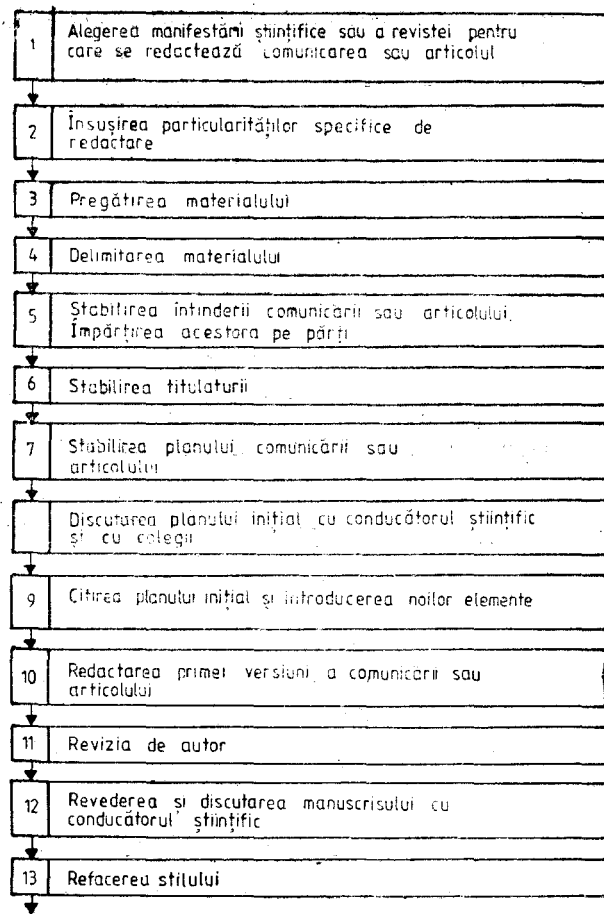 1 Alegerea manifestării științifice sau a revistei pentru
care se redactează comunicarea sau articolul
2 Însușirea particularităților specifice de
redactare
3 Pregătirea materialului
4 Delimitarea materialului
5 Stabilirea întinderii comunicării sau articolului.
Împărțirea acestora pe părți
6 Stabilirea titulaturii
7 Stabilirea planului comunicării sau
articolului
Discutarea planului inițial cu conducătorul științific
și cu colegii
9 Citirea planului inițial și introducerea noilor elemente
10 Redactarea primei versiuni a comunicării sau
articolului
11 Revizia de autor
12 Revederea și discutarea manuscrisului cu
conducătorul științific
13 Refacerea stilului